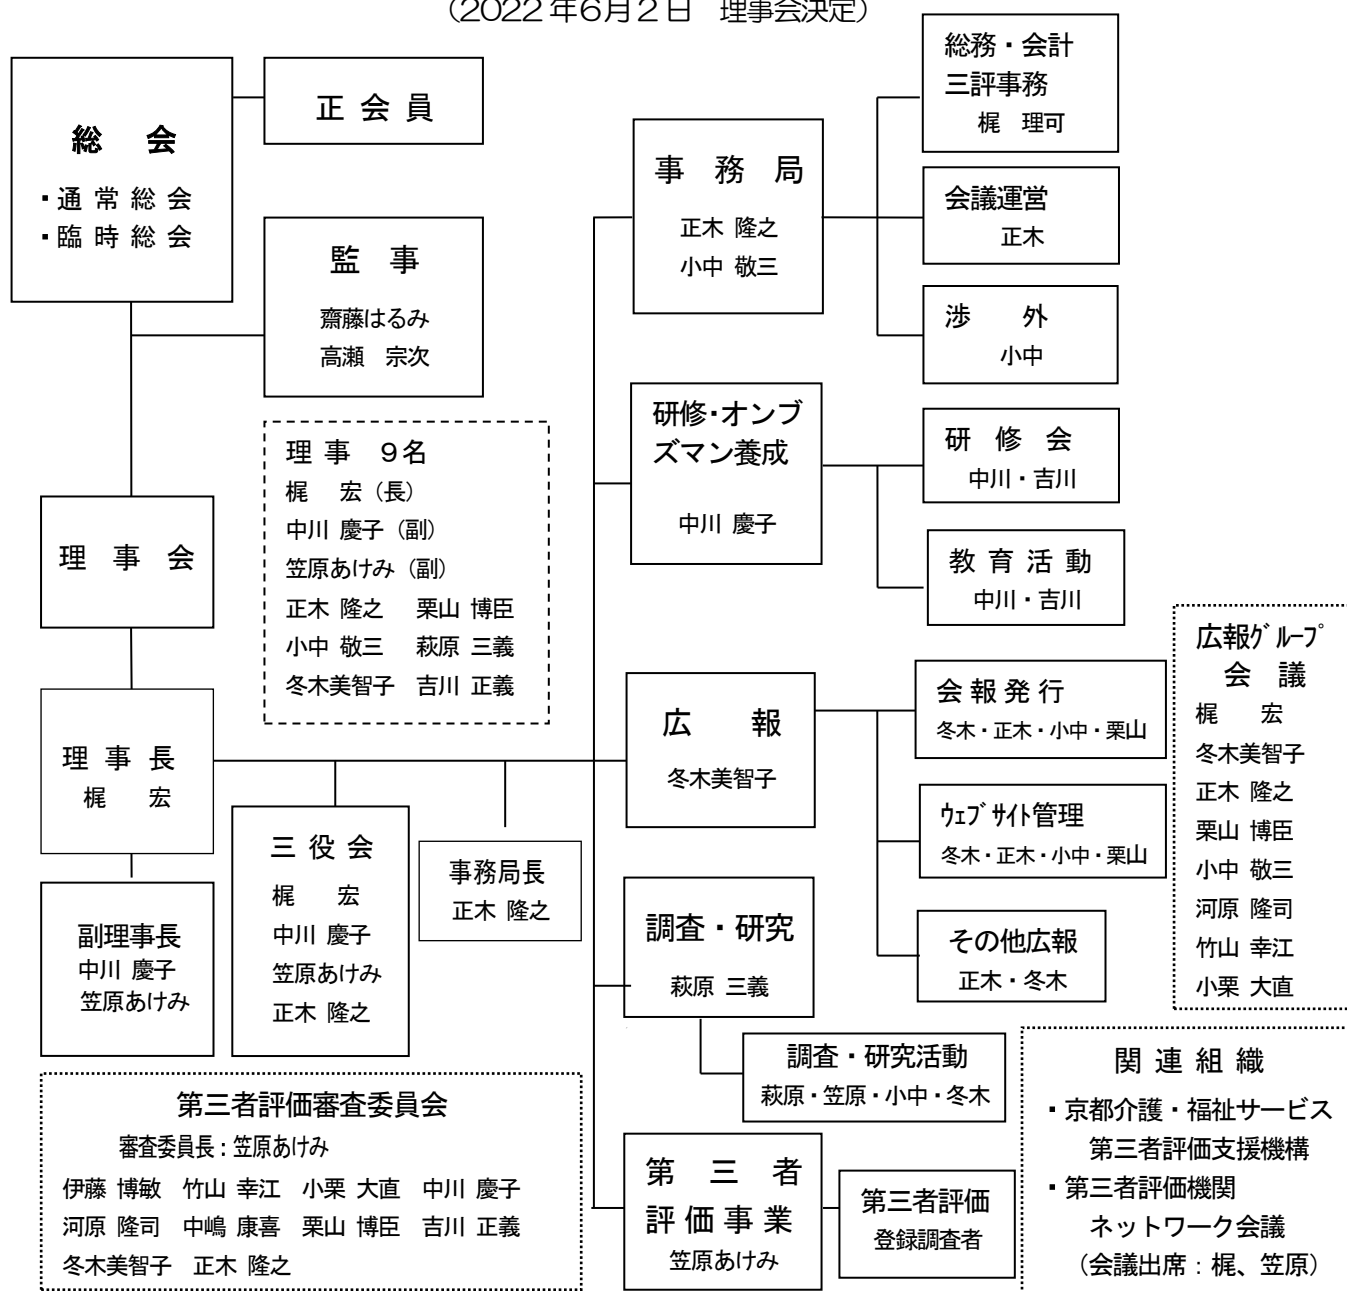 （2022年6月2日　理事会決定）
総　会
・通常総会
・臨時総会
正会員
監　事
齋藤はるみ
高瀬　宗次
理事　9名
梶　宏（長）
中川 慶子（副）
笠原あけみ（副）
正木 隆之　栗山 博臣
小中 敬三　萩原 三義
冬木美智子　吉川 正義
理　事　会
理　事　長
梶　　宏
副理事長
中川 慶子
笠原あけみ
三 役 会
梶　　宏
中川 慶子
笠原あけみ
正木 隆之
事務局長
正木 隆之
事　務　局
正木 隆之
小中 敬三
総務・会計
三評事務
梶　理可
会議運営
正木
渉　　外
小中
研修・オンブ
ズマン養成
中川 慶子
研　修　会
中川・吉川
教 育 活 動
中川・吉川
広　　報
冬木美智子
会 報 発 行
冬木・正木・小中・栗山
ｳｪﾌﾞｻｲﾄ管理
冬木・正木・小中・栗山
その他広報
正木・冬木
広報ｸﾞﾙｰﾌﾟ
会　議
梶　　宏
冬木美智子
正木 隆之
栗山 博臣
小中 敬三
河原 隆司
竹山 幸江
小栗 大直
調査・研究
萩原 三義
調査・研究活動
萩原・笠原・小中・冬木
第　三　者
評 価 事 業
笠原あけみ
第三者評価
登録調査者
第三者評価審査委員会
審査委員長：笠原あけみ
伊藤 博敏　竹山 幸江　小栗 大直　中川 慶子
河原 隆司　中嶋 康喜　栗山 博臣　吉川 正義
冬木美智子　正木 隆之
関 連 組 織
・京都介護・福祉サービス
第三者評価支援機構
・第三者評価機関
ネットワーク会議
（会議出席：梶、笠原）